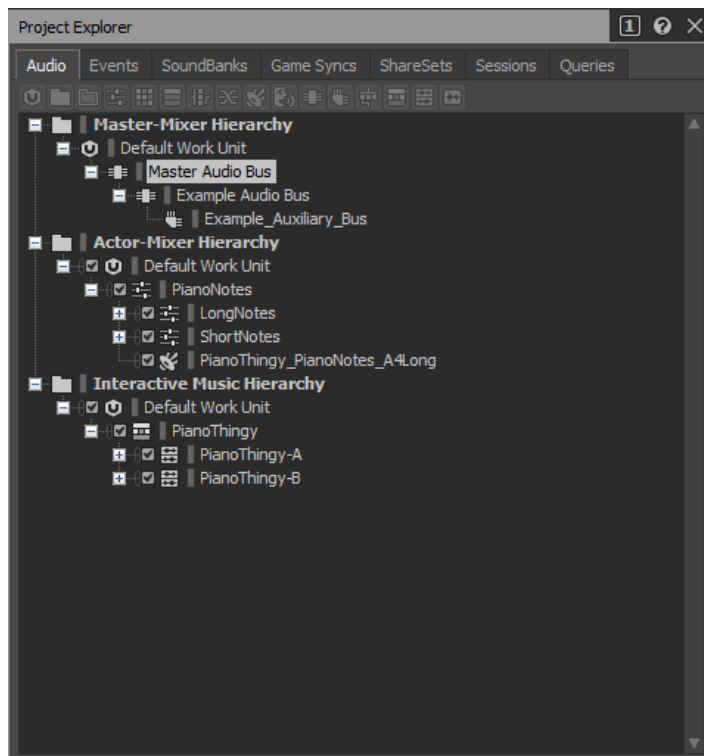 Project Explorer 1 ? X
Audio Events SoundBanks Game Syncs ShareSets Sessions Queries
Master-Mixer Hierarchy
Default Work Unit
Master Audio Bus
Example Audio Bus
Example_Auxiliary_Bus
Actor-Mixer Hierarchy
Default Work Unit
PianoNotes
LongNotes
ShortNotes
PianoThingy_PianoNotes_A4Long
Interactive Music Hierarchy
Default Work Unit
PianoThingy
PianoThingy-A
PianoThingy-B